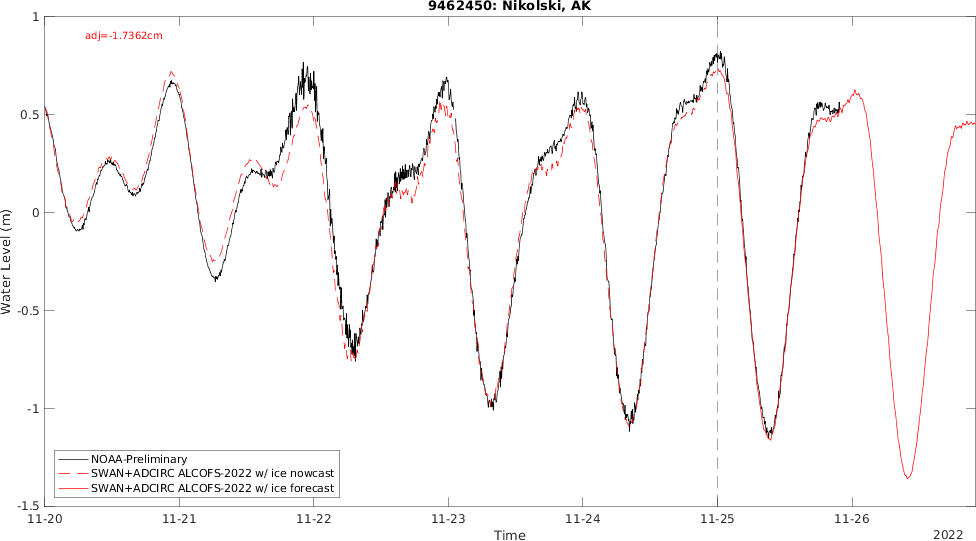 9462450: Nikolski, AK
adj=-1.7362cm
Water Level (m)
1
0.5
0
-0.5
-1
-1.5
NOAA-Preliminary
SWAN+ADCIRC ALCOFS-2022 w/ ice nowcast
SWAN+ADCIRC ALCOFS-2022 w/ ice forecast
11-20 11-21 11-22 11-23 11-24 11-25 11-26
Time
2022